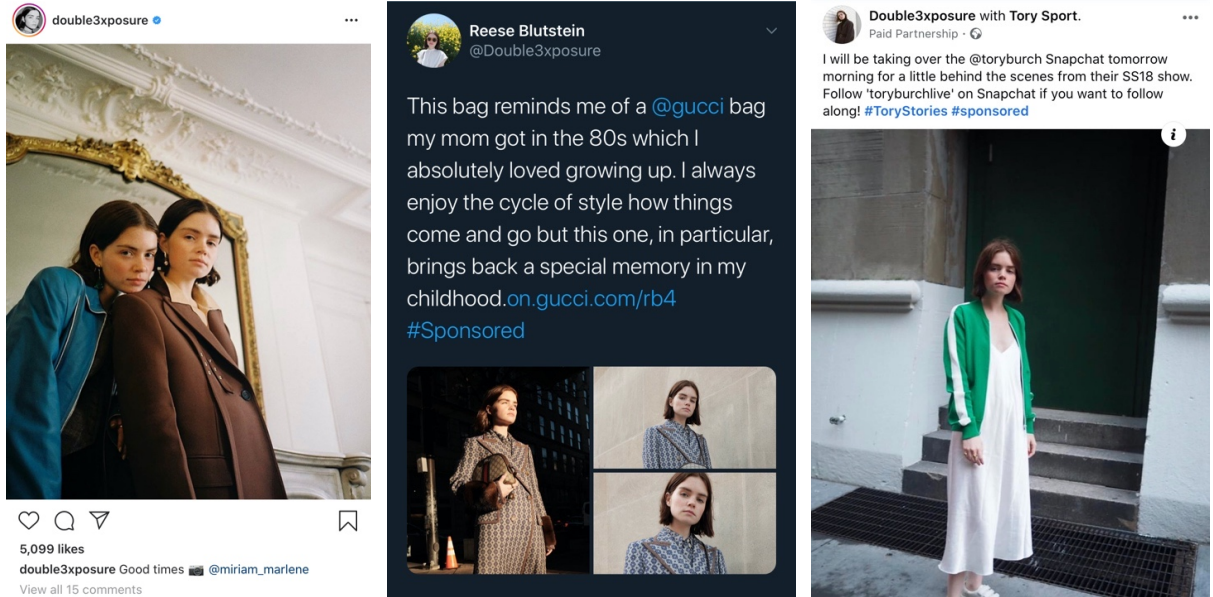 double3xposure
5,099 likes
double3xposure Good times 📷 @miriam_marlene
View all 15 comments
Reese Blutstein
@Double3xposure
This bag reminds me of a @gucci bag
my mom got in the 80s which I
absolutely loved growing up. I always
enjoy the cycle of style how things
come and go but this one, in particular,
brings back a special memory in my
childhood.on.gucci.com/rb4
#Sponsored
Double3xposure with Tory Sport.
Paid Partnership ·
I will be taking over the @toryburch Snapchat tomorrow
morning for a little behind the scenes from their SS18 show.
Follow 'toryburchlive' on Snapchat if you want to follow
along! #ToryStories #sponsored